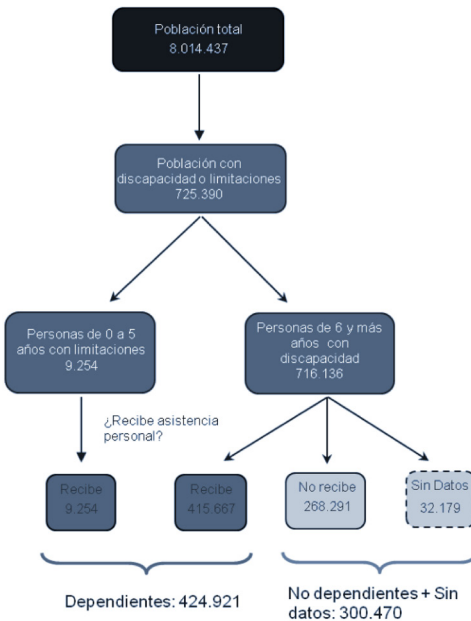 Población total
8.014.437
Población con
discapacidad o limitaciones
725.390
Personas de 0 a 5
años con limitaciones
9.254
Personas de 6 y más
años con
discapacidad
716.136
¿Recibe asistencia
personal?
Recibe
9.254
Recibe
415.667
No recibe
268.291
Sin Datos
32.179
Dependientes: 424.921
No dependientes + Sin
datos: 300.470